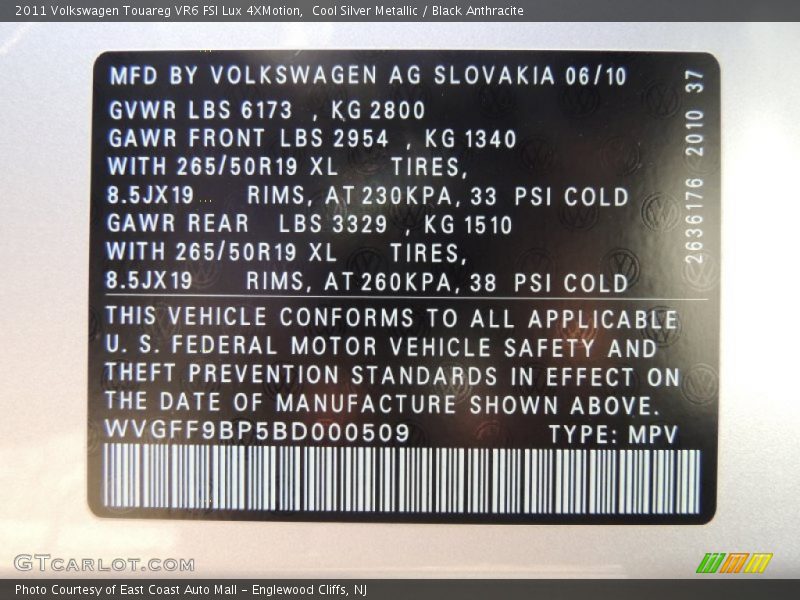 2011 Volkswagen Touareg VR6 FSI Lux 4XMotion,  Cool Silver Metallic / Black Anthracite
MFD BY VOLKSWAGEN AG SLOVAKIA 06/10
GVWR LBS 6173 , KG 2800
GAWR FRONT LBS 2954 , KG 1340
WITH 265/50R19 XL TIRES,
8.5JX19 RIMS, AT 230KPA, 33 PSI COLD
GAWR REAR LBS 3329 , KG 1510
WITH 265/50R19 XL TIRES,
8.5JX19 RIMS, AT 260KPA, 38 PSI COLD
2636176 2010 37
THIS VEHICLE CONFORMS TO ALL APPLICABLE
U. S. FEDERAL MOTOR VEHICLE SAFETY AND
THEFT PREVENTION STANDARDS IN EFFECT ON
THE DATE OF MANUFACTURE SHOWN ABOVE.
WVGFF9BP5BD000509 TYPE: MPV
GTCARLOT.COM
Photo Courtesy of East Coast Auto Mall - Englewood Cliffs, NJ